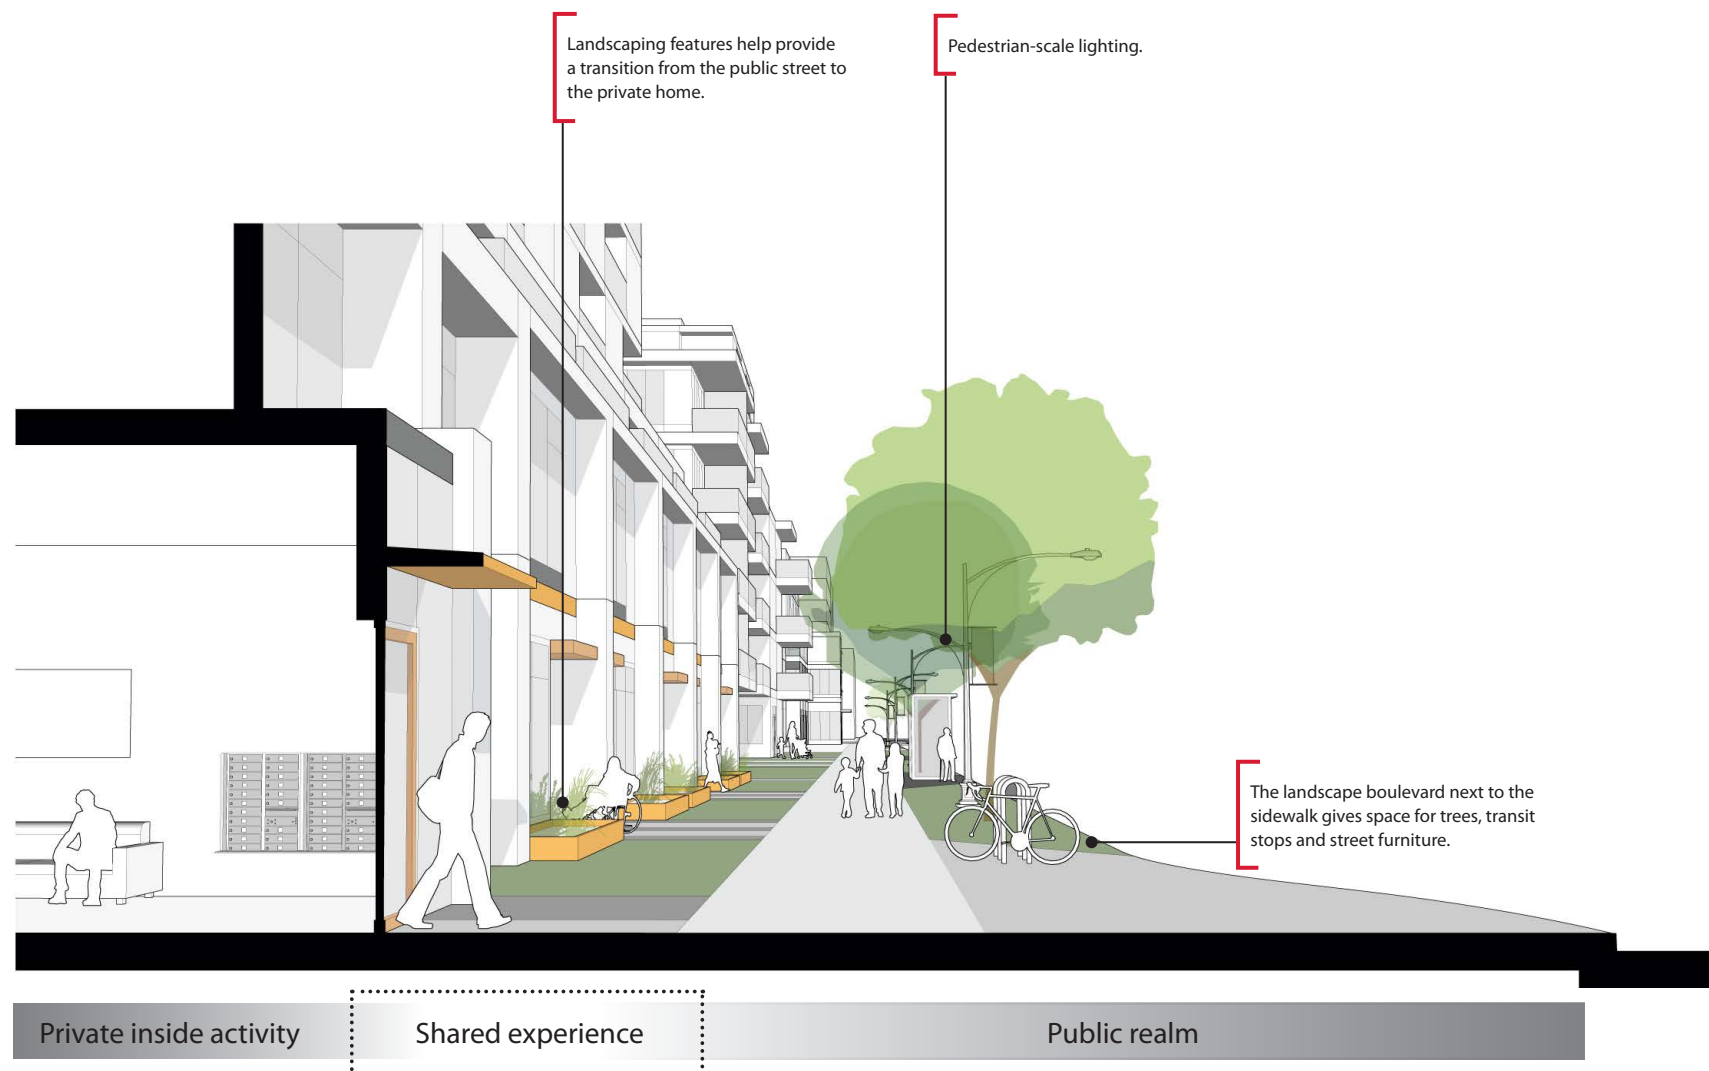 Landscaping features help provide
a transition from the public street to
the private home.
Pedestrian-scale lighting.
The landscape boulevard next to the
sidewalk gives space for trees, transit
stops and street furniture.
Private inside activity
Shared experience
Public realm